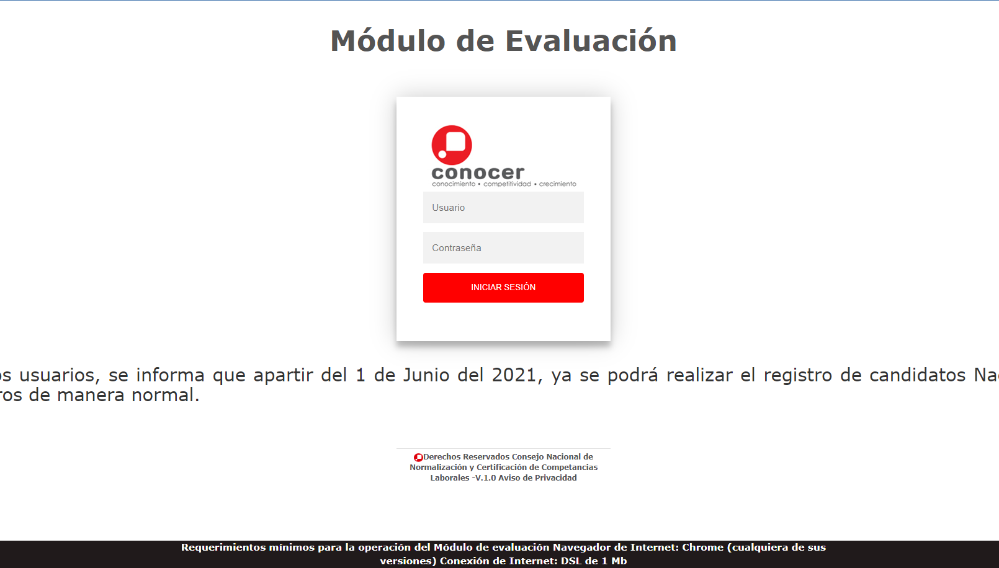 Módulo de Evaluación
conocer
conocimiento • competitividad • crecimiento
Usuario
Contraseña
INICIAR SESIÓN
usuarios, se informa que apartir del 1 de Junio del 2021, ya se podrá realizar el registro de candidatos
de manera normal.
Derechos Reservados Consejo Nacional de
Normalización y Certificación de Competancias
Laborales -V.1.0 Aviso de Privacidad
Requerimientos mínimos para la operación del Módulo de evaluación Navegador de Internet: Chrome (cualquiera de sus
versiones) Conexión de Internet: DSL de 1 Mb